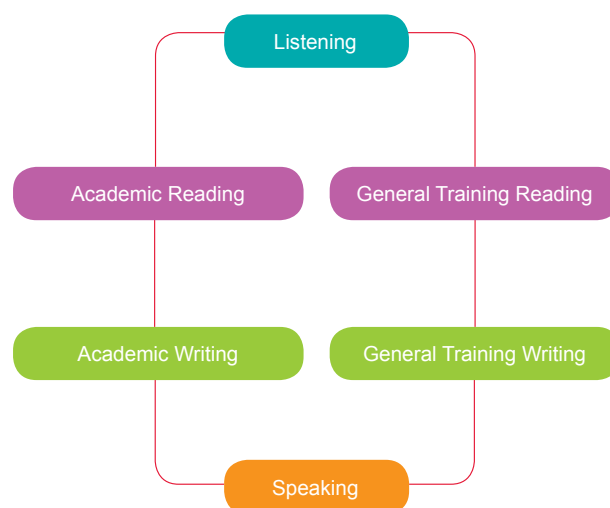 Listening
Academic Reading
General Training Reading
Academic Writing
General Training Writing
Speaking